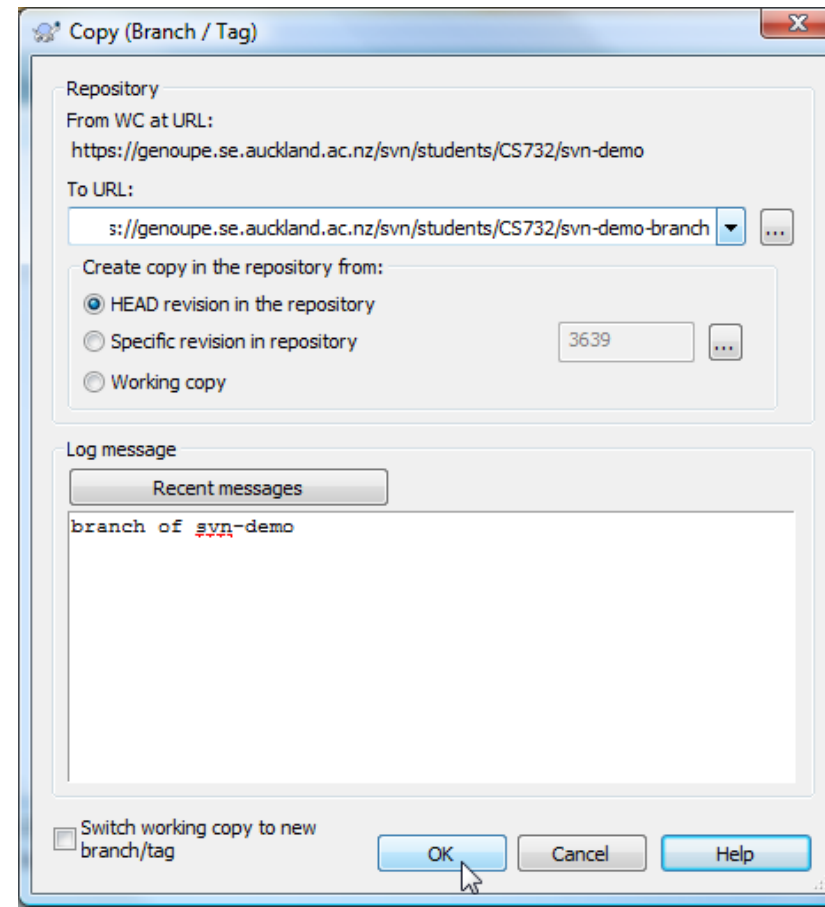 Copy (Branch / Tag)
Repository
From WC at URL:
https://genoupe.se.auckland.ac.nz/svn/students/CS732/svn-demo
To URL:
s://genoupe.se.auckland.ac.nz/svn/students/CS732/svn-demo-branch
...
Create copy in the repository from:
HEAD revision in the repository
Specific revision in repository
3639
...
Working copy
Log message
Recent messages
branch of svn-demo
Switch working copy to new
branch/tag
OK
Cancel
Help